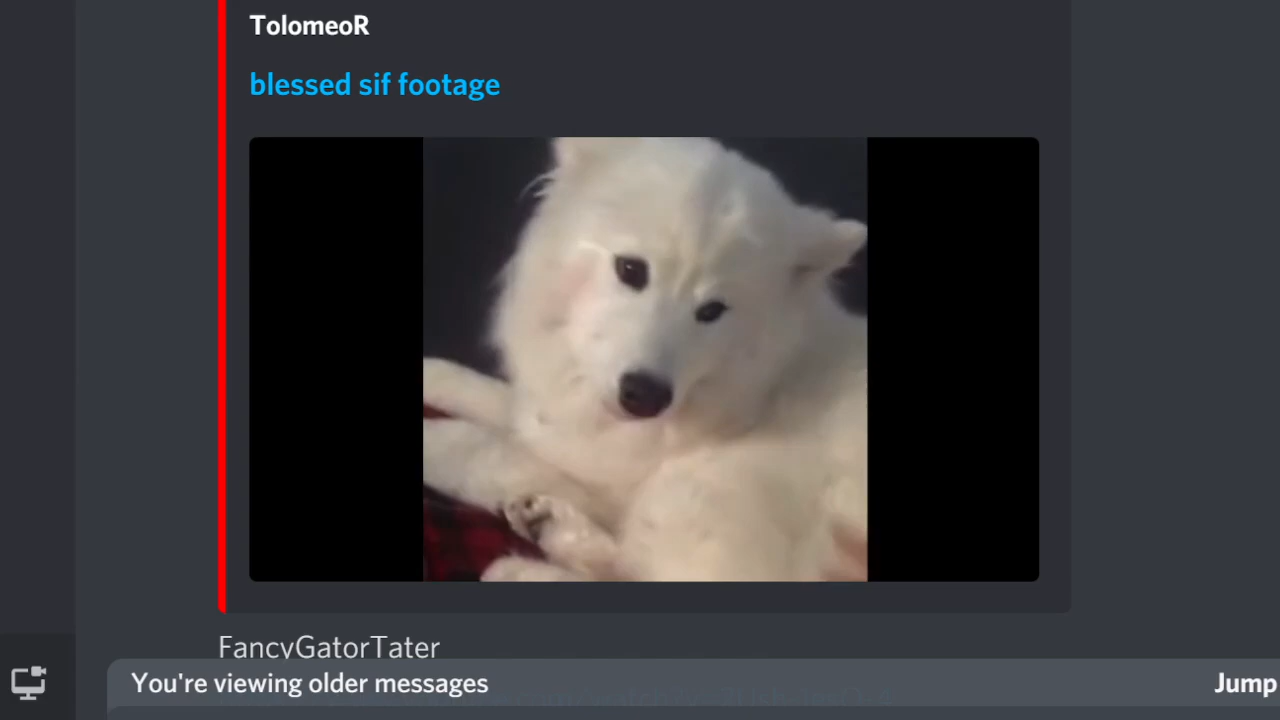 TolomeoR
blessed sif footage
FancyGatorTater
You're viewing older messages
Jump